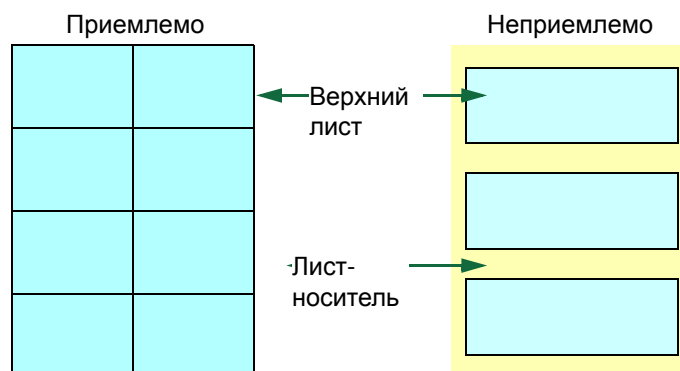 Приемлемо
Неприемлемо
Верхний
лист
Лист-
носитель